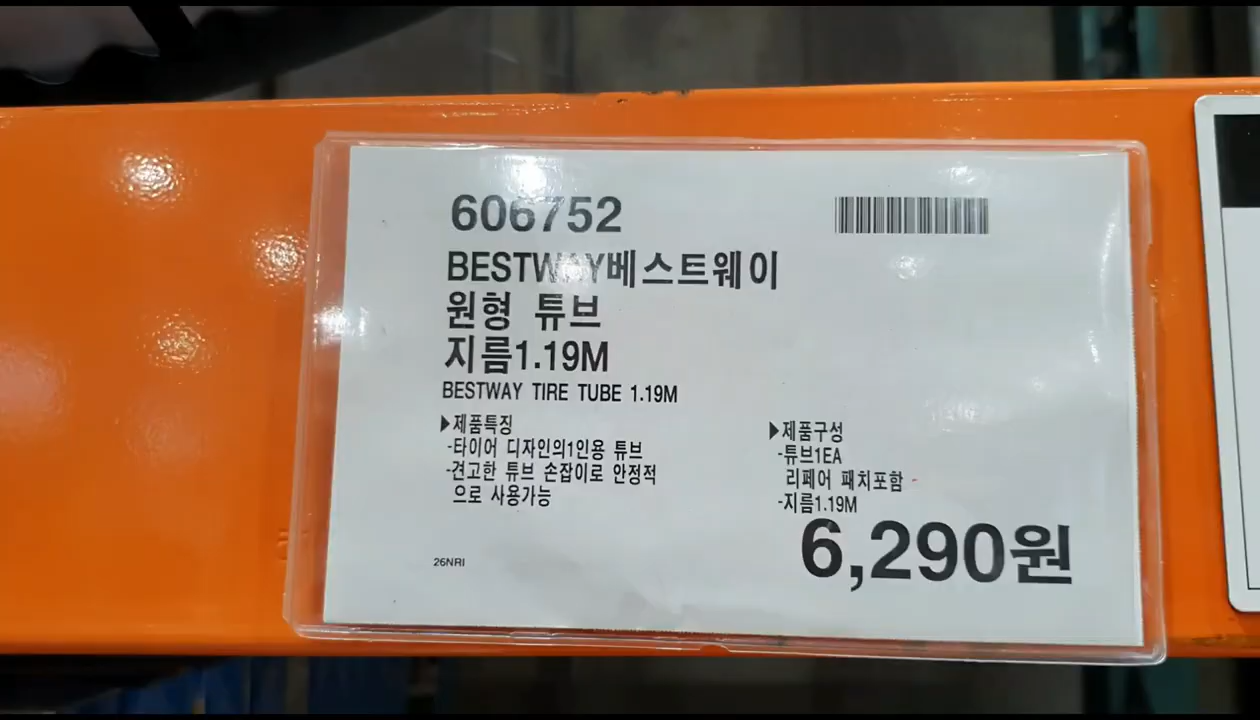 606752
BESTWAY베스트웨이
원형 튜브
지름1.19M
BESTWAY TIRE TUBE 1.19M
▶제품특징
-타이어 디자인의1인용 튜브
-견고한 튜브 손잡이로 안정적
으로 사용가능
▶제품구성
-튜브1EA
리페어 패치포함
-지름1.19M
6,290원
26NRI